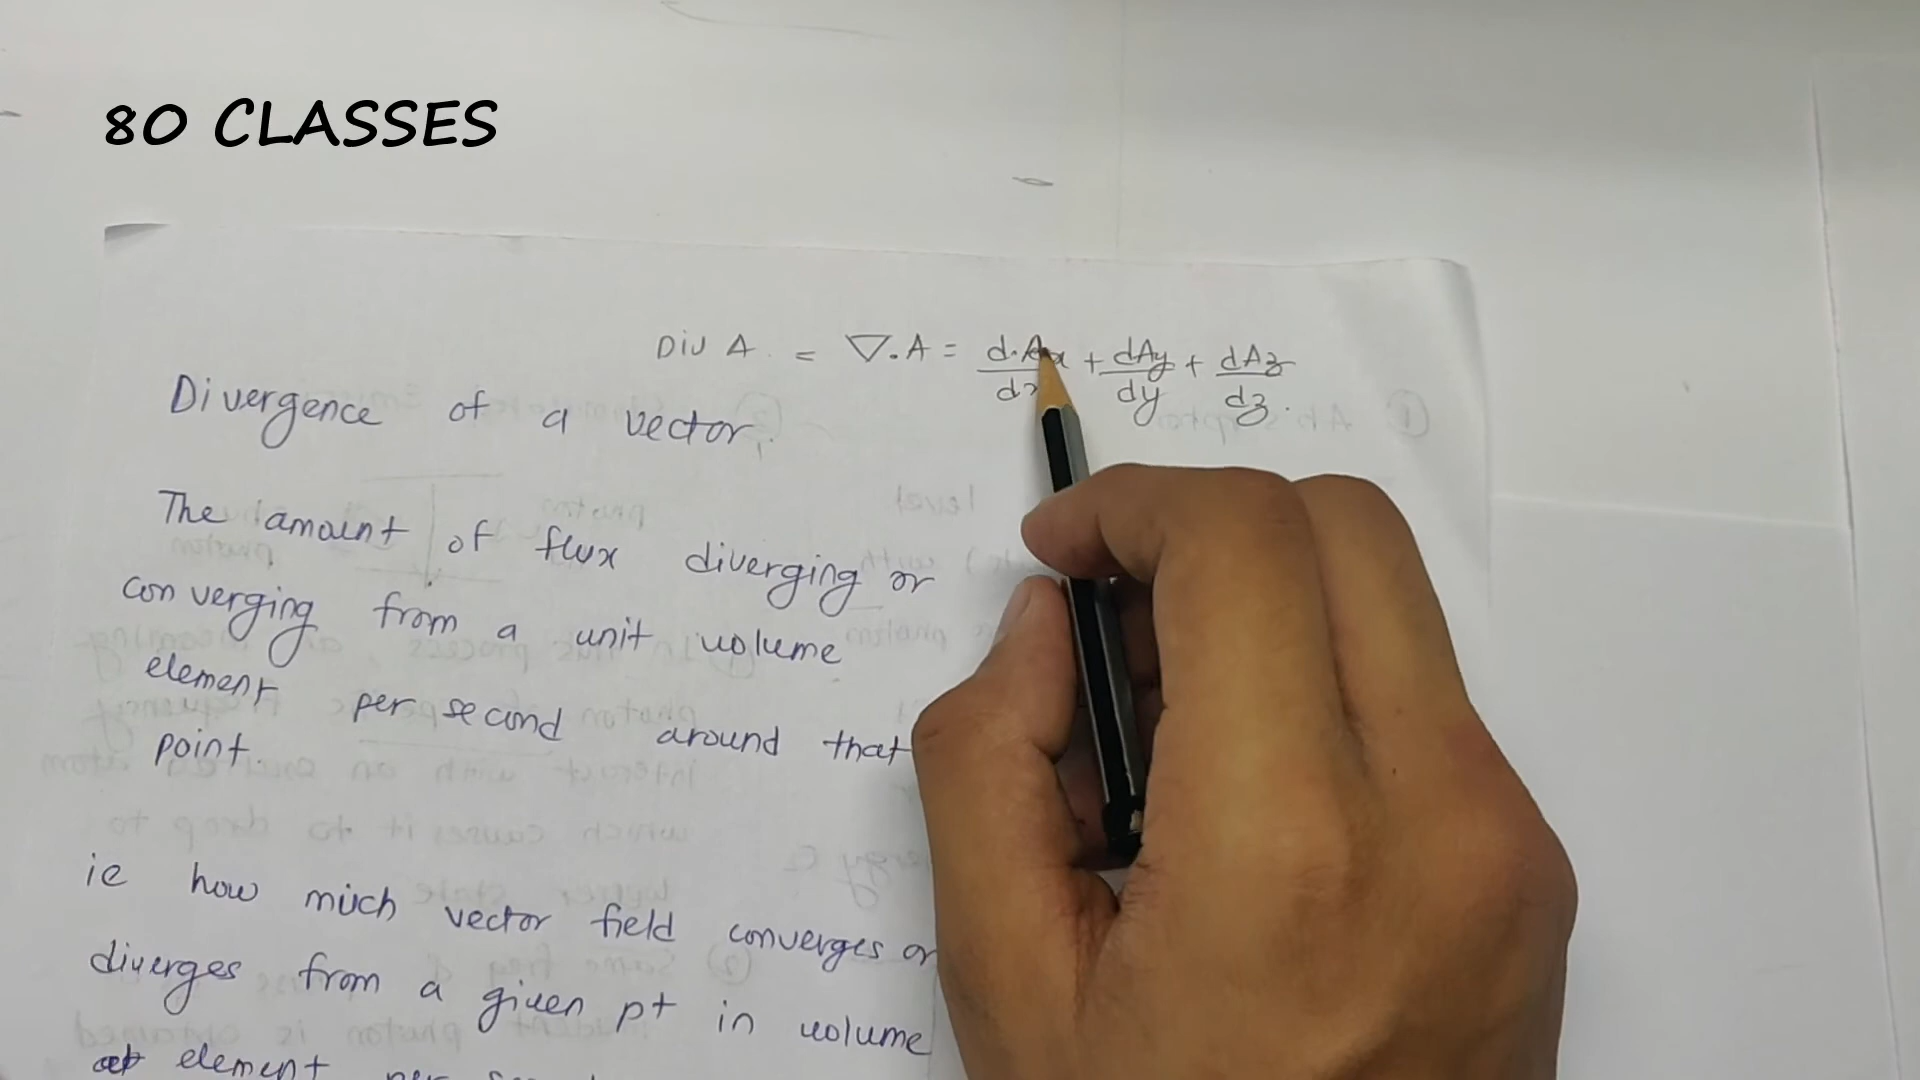 80 CLASSES
Div A = ∇.A = d.Ax/dx + dAy/dy + dAz/dz.
Divergence of a vector.
The amount of flux diverging or
converging from a unit volume
element per second around that
point.
ie how much vector field converges or
diverges from a given pt in volume
element per